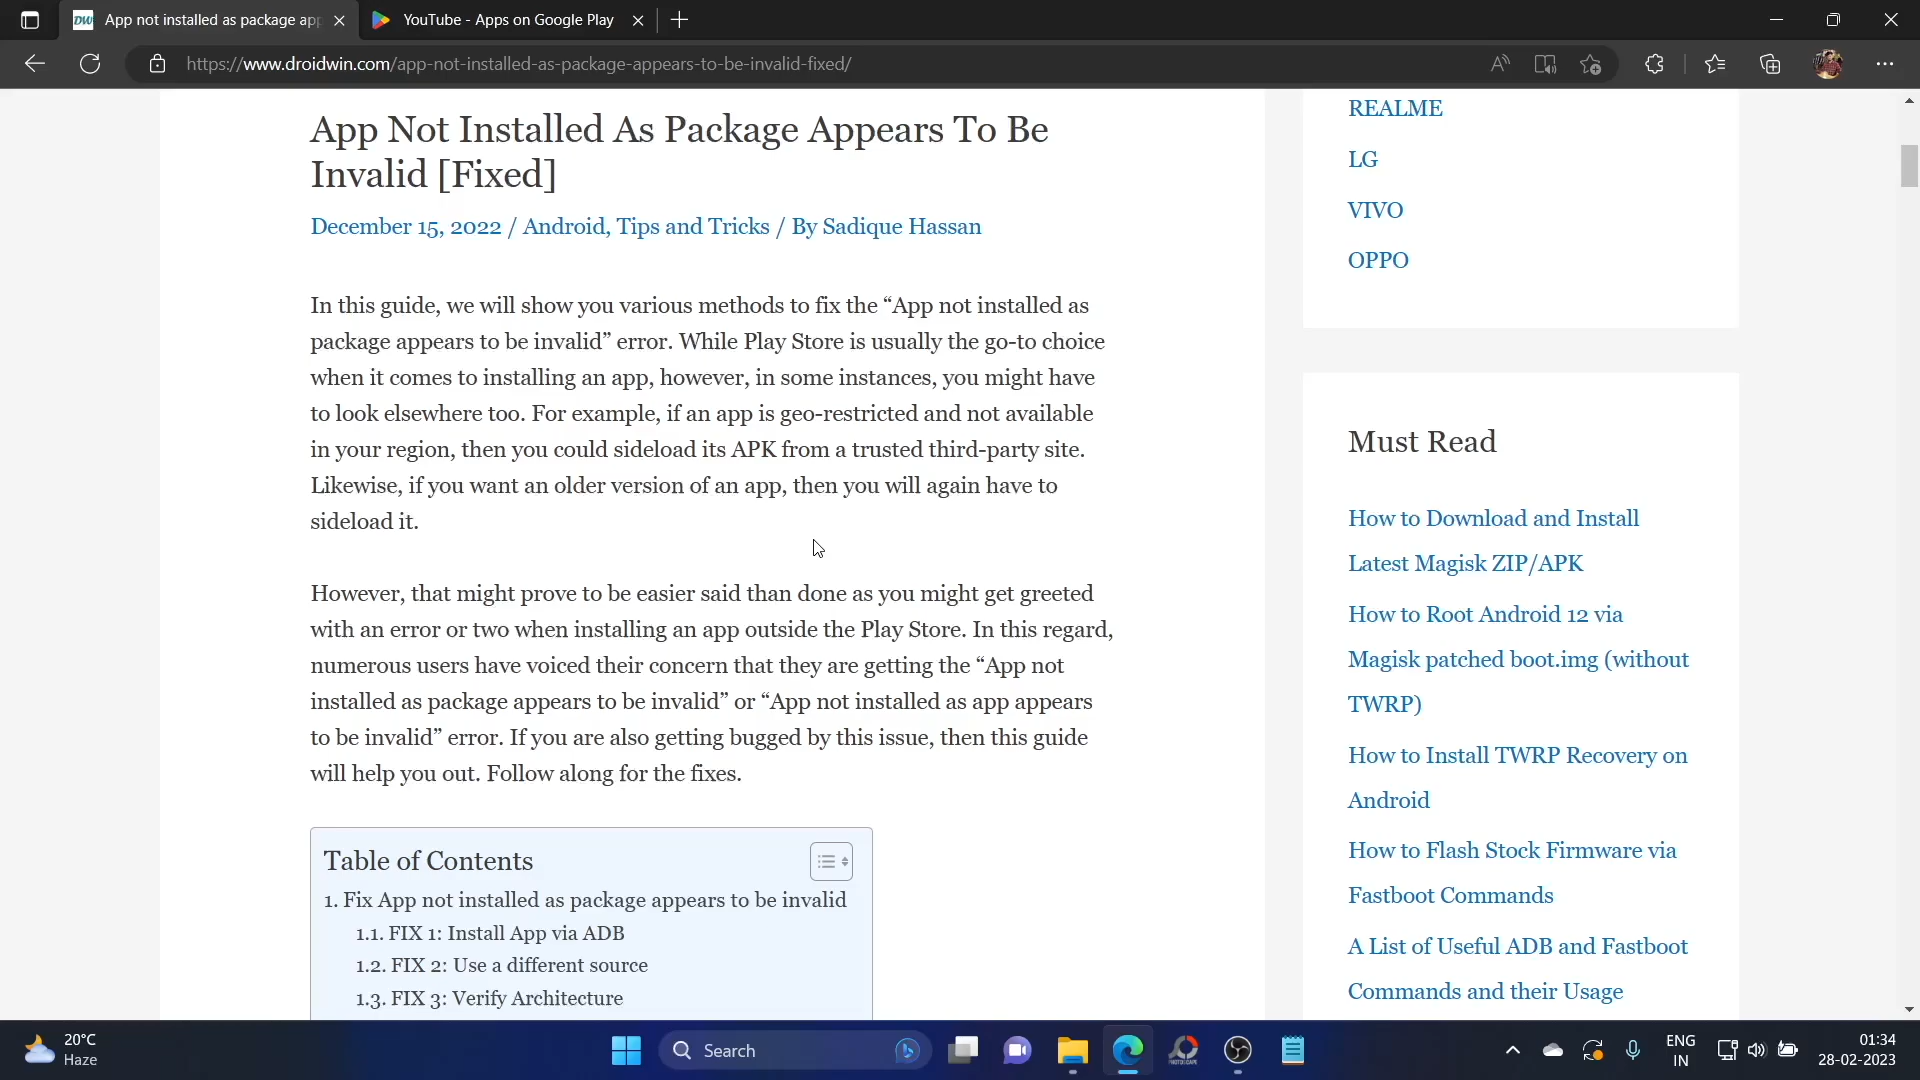 App not installed as package app
YouTube - Apps on Google Play
https://www.droidwin.com/app-not-installed-as-package-appears-to-be-invalid-fixed/
App Not Installed As Package Appears To Be
Invalid [Fixed]
December 15, 2022 / Android, Tips and Tricks / By Sadique Hassan
In this guide, we will show you various methods to fix the “App not installed as
package appears to be invalid” error. While Play Store is usually the go-to choice
when it comes to installing an app, however, in some instances, you might have
to look elsewhere too. For example, if an app is geo-restricted and not available
in your region, then you could sideload its APK from a trusted third-party site.
Likewise, if you want an older version of an app, then you will again have to
sideload it.
However, that might prove to be easier said than done as you might get greeted
with an error or two when installing an app outside the Play Store. In this regard,
numerous users have voiced their concern that they are getting the “App not
installed as package appears to be invalid” or “App not installed as app appears
to be invalid” error. If you are also getting bugged by this issue, then this guide
will help you out. Follow along for the fixes.
Table of Contents
1. Fix App not installed as package appears to be invalid
1.1. FIX 1: Install App via ADB
1.2. FIX 2: Use a different source
1.3. FIX 3: Verify Architecture
REALME
LG
VIVO
OPPO
Must Read
How to Download and Install
Latest Magisk ZIP/APK
How to Root Android 12 via
Magisk patched boot.img (without
TWRP)
How to Install TWRP Recovery on
Android
How to Flash Stock Firmware via
Fastboot Commands
A List of Useful ADB and Fastboot
Commands and their Usage
20°C
Haze
Search
ENG
IN
01:34
28-02-2023